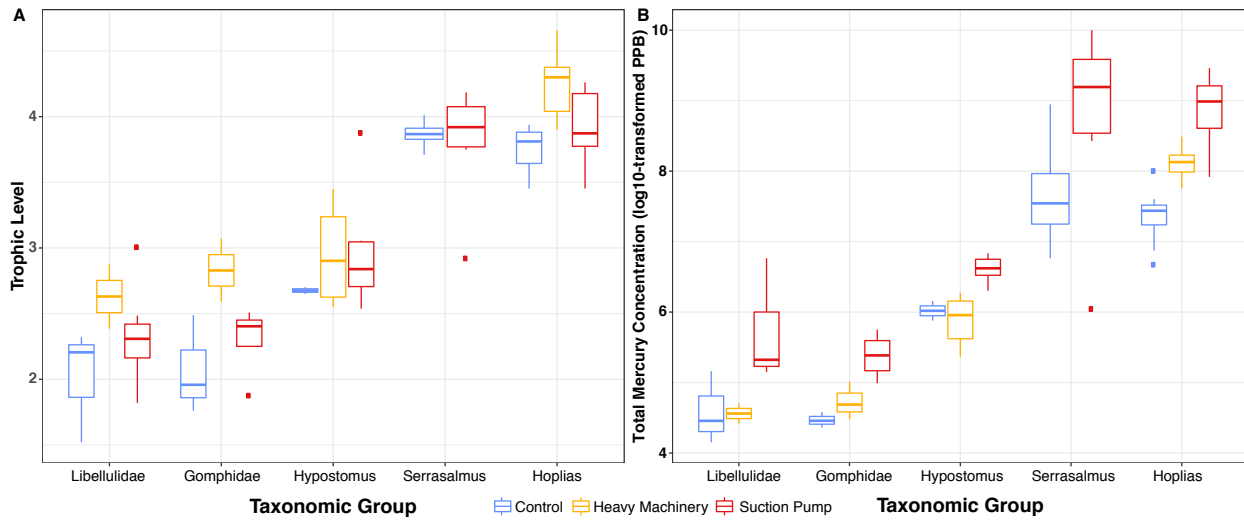 A
B
Trophic Level
4
3
2
Libellulidae Gomphidae Hypostomus Serrasalmus Hoplias
Taxonomic Group
Total Mercury Concentration (log10-transformed PPB)
10
8
6
4
Libellulidae Gomphidae Hypostomus Serrasalmus Hoplias
Taxonomic Group
Control Heavy Machinery Suction Pump